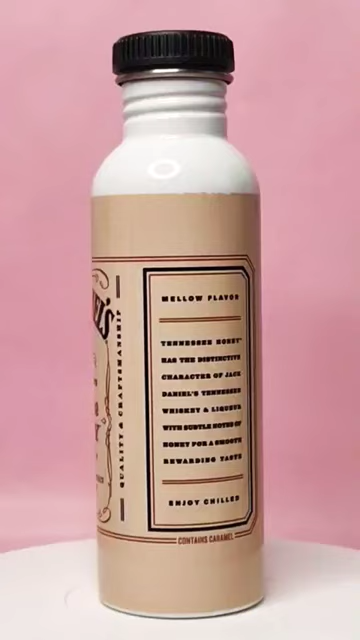 QUALITY & CRAFTSMANSHIP
MELLOW FLAVOR
TENNESSEE HONEY™
HAS THE DISTINCTIVE
CHARACTER OF JACK
DANIEL'S TENNESSEE
WHISKEY & LIQUEUR
WITH SUBTLE NOTES OF
HONEY FOR A SMOOTH
REWARDING TASTE
ENJOY CHILLED
CONTAINS CARAMEL